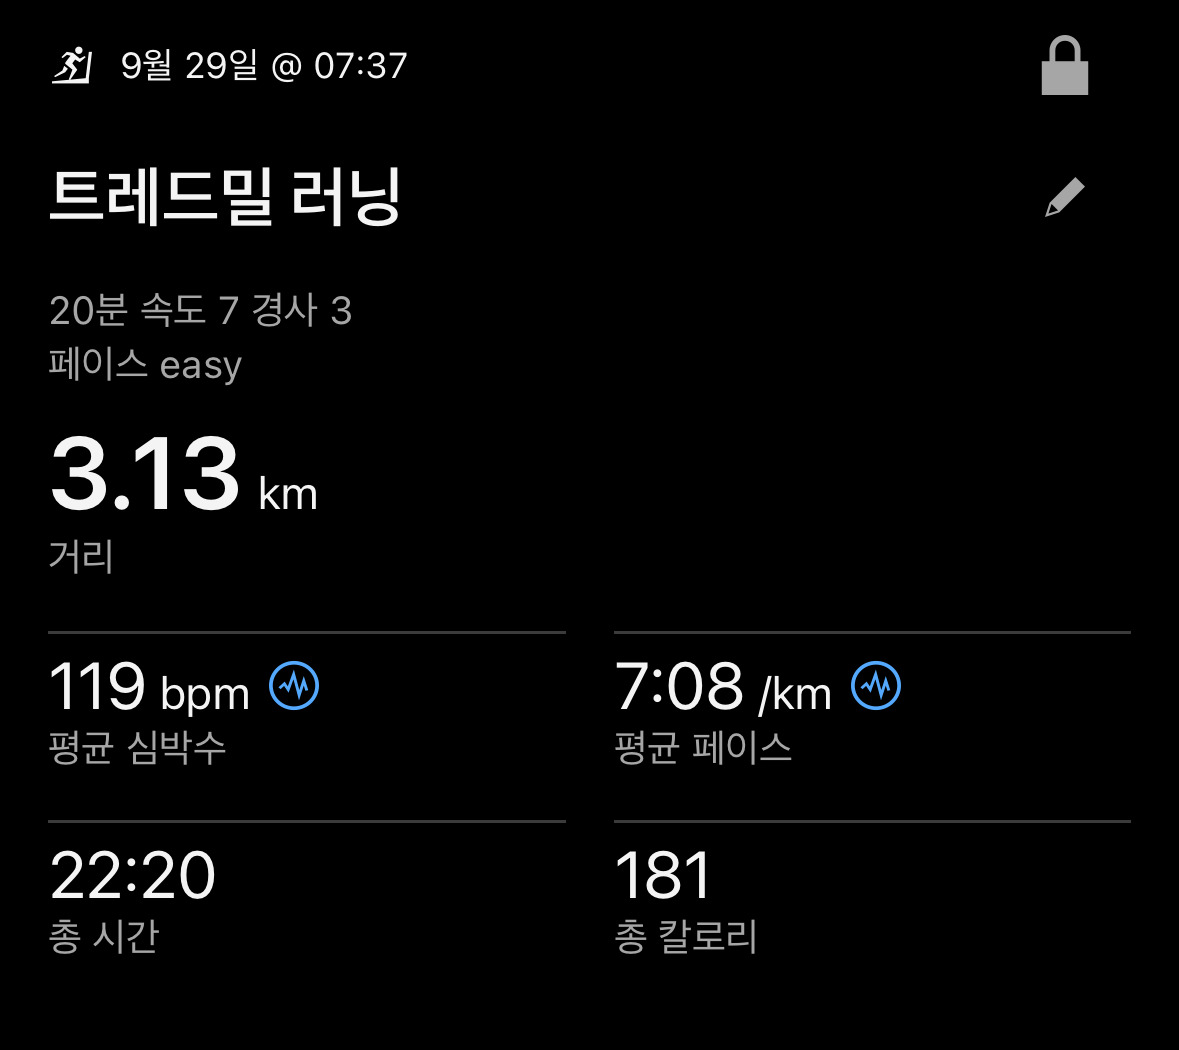 9월 29일 @ 07:37
트레드밀 러닝
20분 속도 7 경사 3
페이스 easy
3.13 km
거리
119 bpm
평균 심박수
7:08 /km
평균 페이스
22:20
총 시간
181
총 칼로리